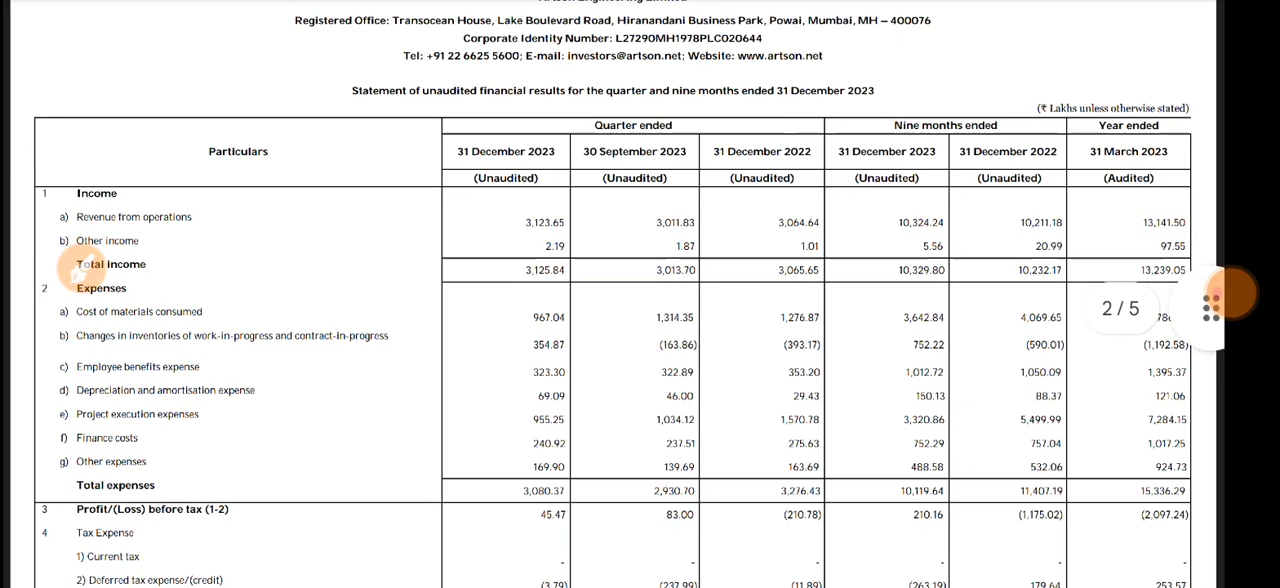 Registered Office: Transocean House, Lake Boulevard Road, Hiranandani Business Park, Powai, Mumbai, MH – 400076
Corporate Identity Number: L27290MH1978PLC020644
Tel: +91 22 6625 5600; E-mail: investors@artson.net; Website: www.artson.net
Statement of unaudited financial results for the quarter and nine months ended 31 December 2023
(₹ Lakhs unless otherwise stated)
Particulars Quarter ended Nine months ended Year ended
31 December 2023 30 September 2023 31 December 2022 31 December 2023 31 December 2022 31 March 2023
(Unaudited) (Unaudited) (Unaudited) (Unaudited) (Unaudited) (Audited)
1 Income
a) Revenue from operations 3,123.65 3,011.83 3,064.64 10,324.24 10,211.18 13,141.50
b) Other income 2.19 1.87 1.01 5.56 20.99 97.55
Total Income 3,125.84 3,013.70 3,065.65 10,329.80 10,232.17 13,239.05
2 Expenses
a) Cost of materials consumed 967.04 1,314.35 1,276.87 3,642.84 4,069.65
2 / 5
b) Changes in inventories of work-in-progress and contract-in-progress 354.87 (163.86) (393.17) 752.22 (590.01) (1,192.58)
c) Employee benefits expense 323.30 322.89 353.20 1,012.72 1,050.09 1,395.37
d) Depreciation and amortisation expense 69.09 46.00 29.43 150.13 88.37 121.06
e) Project execution expenses 955.25 1,034.12 1,570.78 3,320.86 5,499.99 7,284.15
f) Finance costs 240.92 237.51 275.63 752.29 757.04 1,017.25
g) Other expenses 169.90 139.69 163.69 488.58 532.06 924.73
Total expenses 3,080.37 2,930.70 3,276.43 10,119.64 11,407.19 15,336.29
3 Profit/(Loss) before tax (1-2) 45.47 83.00 (210.78) 210.16 (1,175.02) (2,097.24)
4 Tax Expense
1) Current tax - - - - - -
2) Deferred tax expense/(credit) (3.79) (237.99) (11.89) (263.19) 179.64 253.57